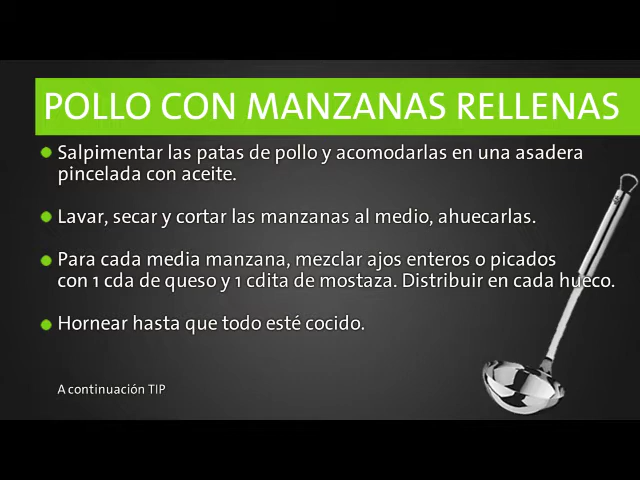 POLLO CON MANZANAS RELLENAS
Salpimentar las patas de pollo y acomodarlas en una asadera
pincelada con aceite.
Lavar, secar y cortar las manzanas al medio, ahuecarlas.
Para cada media manzana, mezclar ajos enteros o picados
con 1 cda de queso y 1 cdita de mostaza. Distribuir en cada hueco.
Hornear hasta que todo esté cocido.
A continuación TIP